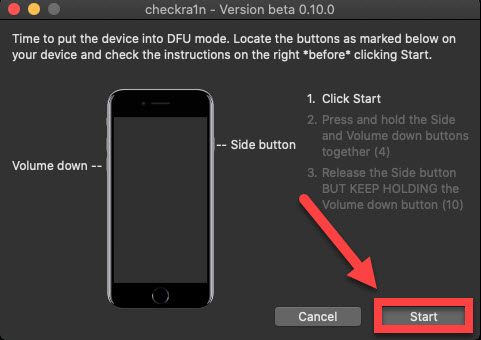 checkra1n - Version beta 0.10.0
Time to put the device into DFU mode. Locate the buttons as marked below on
your device and check the instructions on the right *before* clicking Start.
Volume down --
-- Side button
1. Click Start
2. Press and hold the Side
and Volume down buttons
together (4)
3. Release the Side button
BUT KEEP HOLDING the
Volume down button (10)
Cancel
Start